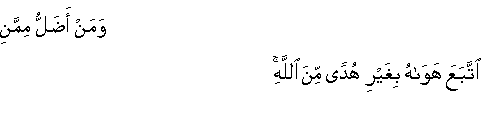 وَمَنْ أَضَلُّ مِمَّنِ
ٱتَّبَعَ هَوَىٰهُ بِغَيْرِ هُدًى مِّنَ ٱللَّهِۚ